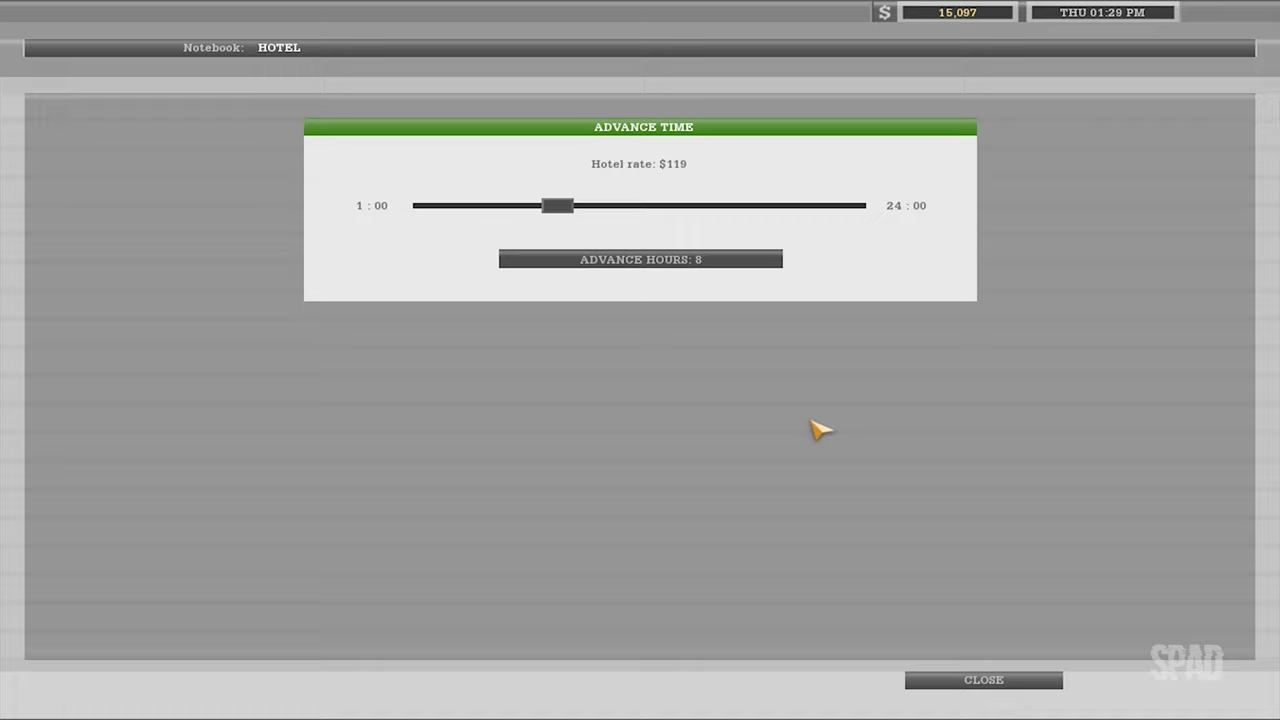 $ 15,097 THU 01:29 PM
Notebook: HOTEL
ADVANCE TIME
Hotel rate: $119
1 : 00 24 : 00
ADVANCE HOURS: 8
SPAD
CLOSE